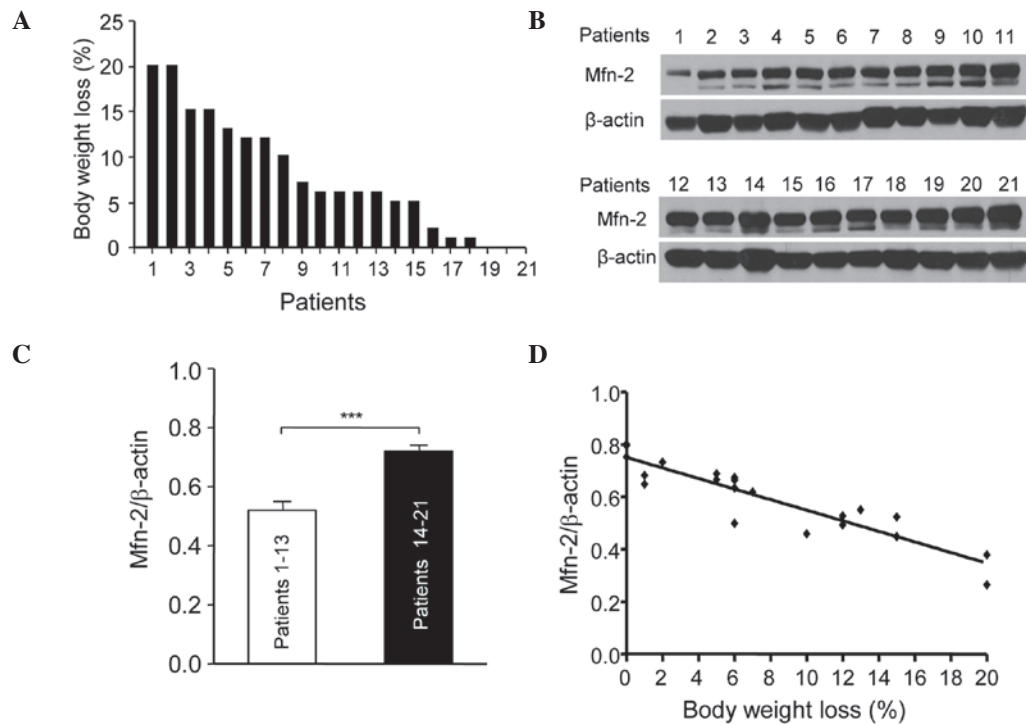 A
Body weight loss (%)
25
20
15
10
5
0
1 3 5 7 9 11 13 15 17 19 21
Patients
B
Patients 1 2 3 4 5 6 7 8 9 10 11
Mfn-2
β-actin
Patients 12 13 14 15 16 17 18 19 20 21
Mfn-2
β-actin
C
Mfn-2/β-actin
1.0
0.8
0.6
0.4
0.2
0.0
***
Patients 1-13
Patients 14-21
D
Mfn-2/β-actin
1.0
0.8
0.6
0.4
0.2
0.0
0 2 4 6 8 10 12 14 16 18 20
Body weight loss (%)